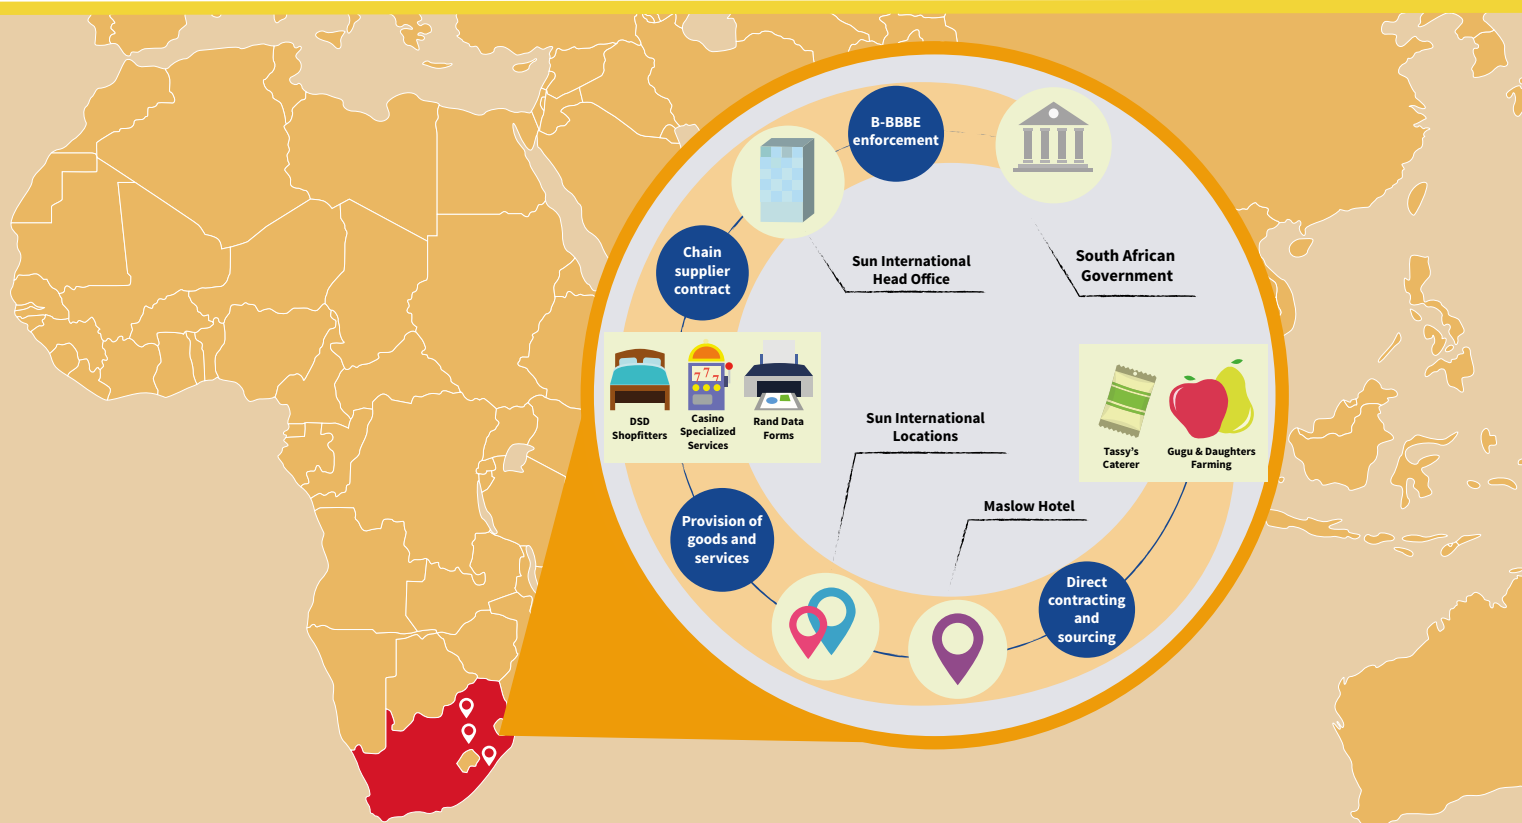 B-BBBE
enforcement
Chain
supplier
contract
Sun International
Head Office
South African
Government
777
DSD
Shopfitters
Casino
Specialized
Services
Rand Data
Forms
Sun International
Locations
Tassy's
Caterer
Gugu & Daughters
Farming
Maslow Hotel
Provision of
goods and
services
Direct
contracting
and
sourcing